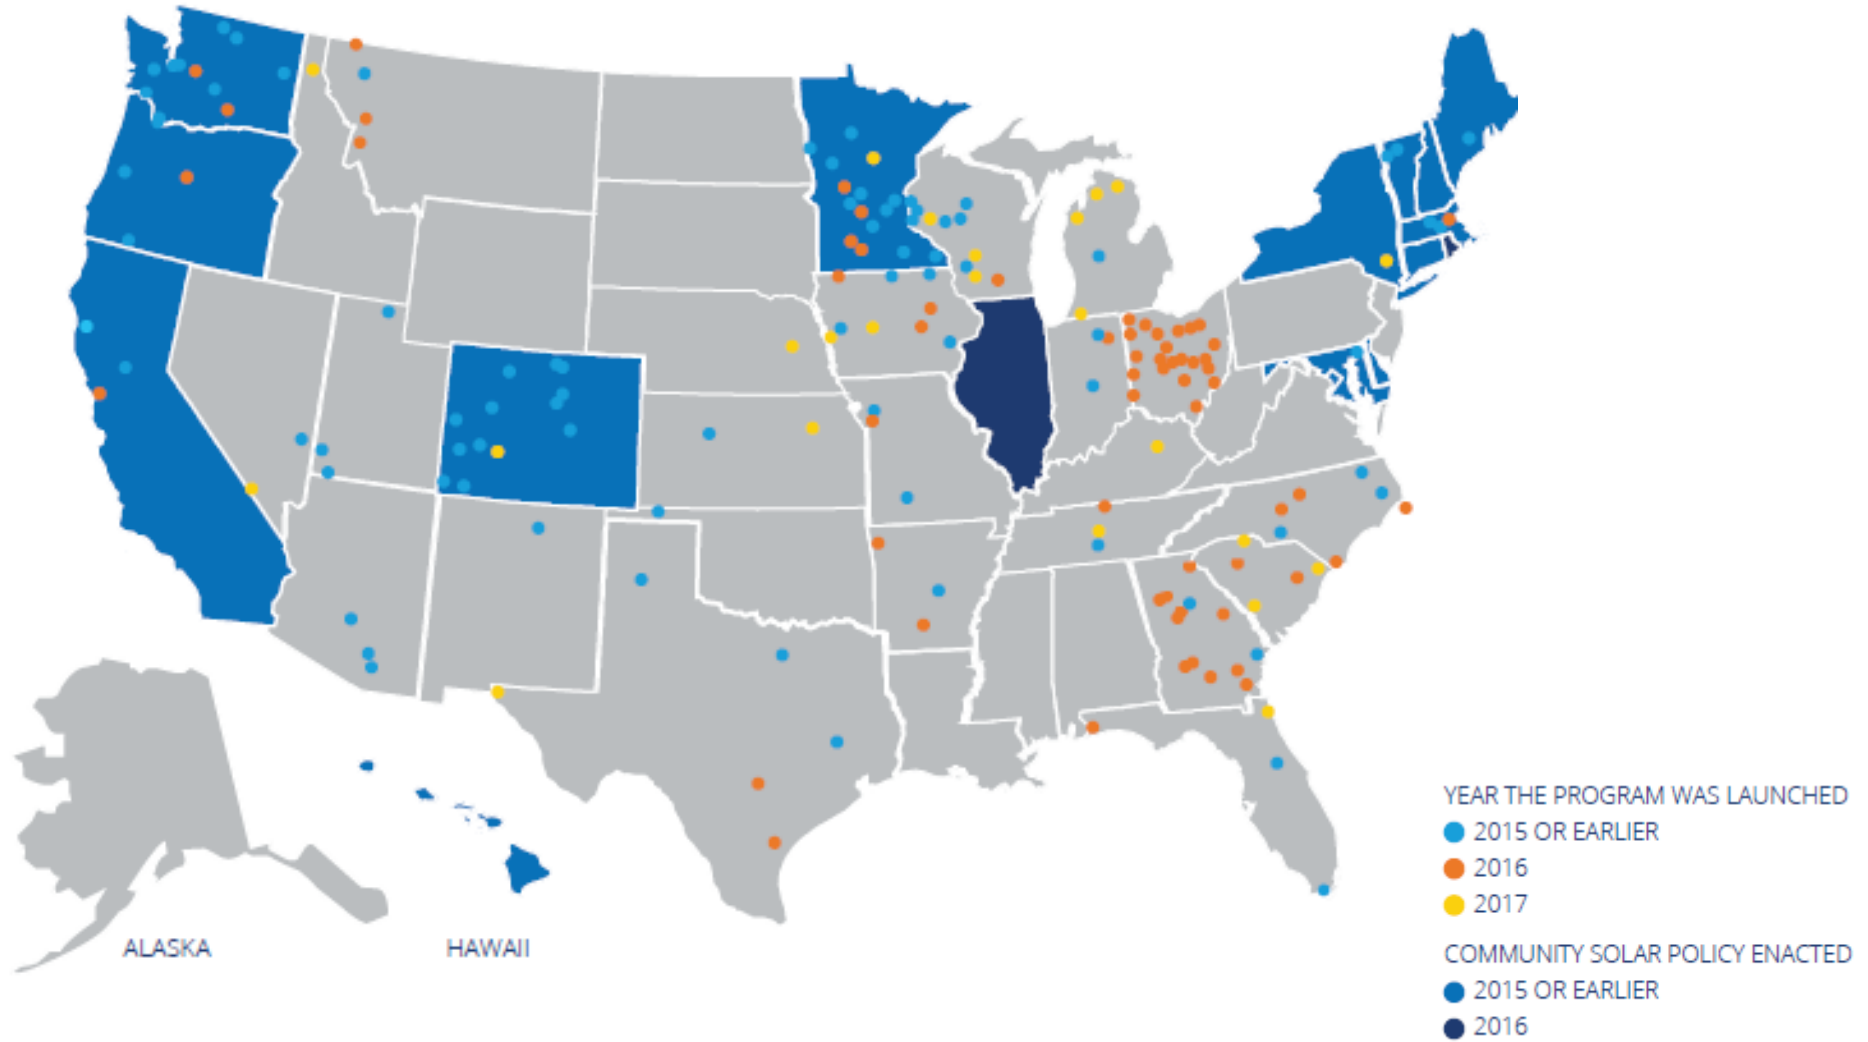 YEAR THE PROGRAM WAS LAUNCHED
2015 OR EARLIER
2016
2017
ALASKA
HAWAII
COMMUNITY SOLAR POLICY ENACTED
2015 OR EARLIER
2016